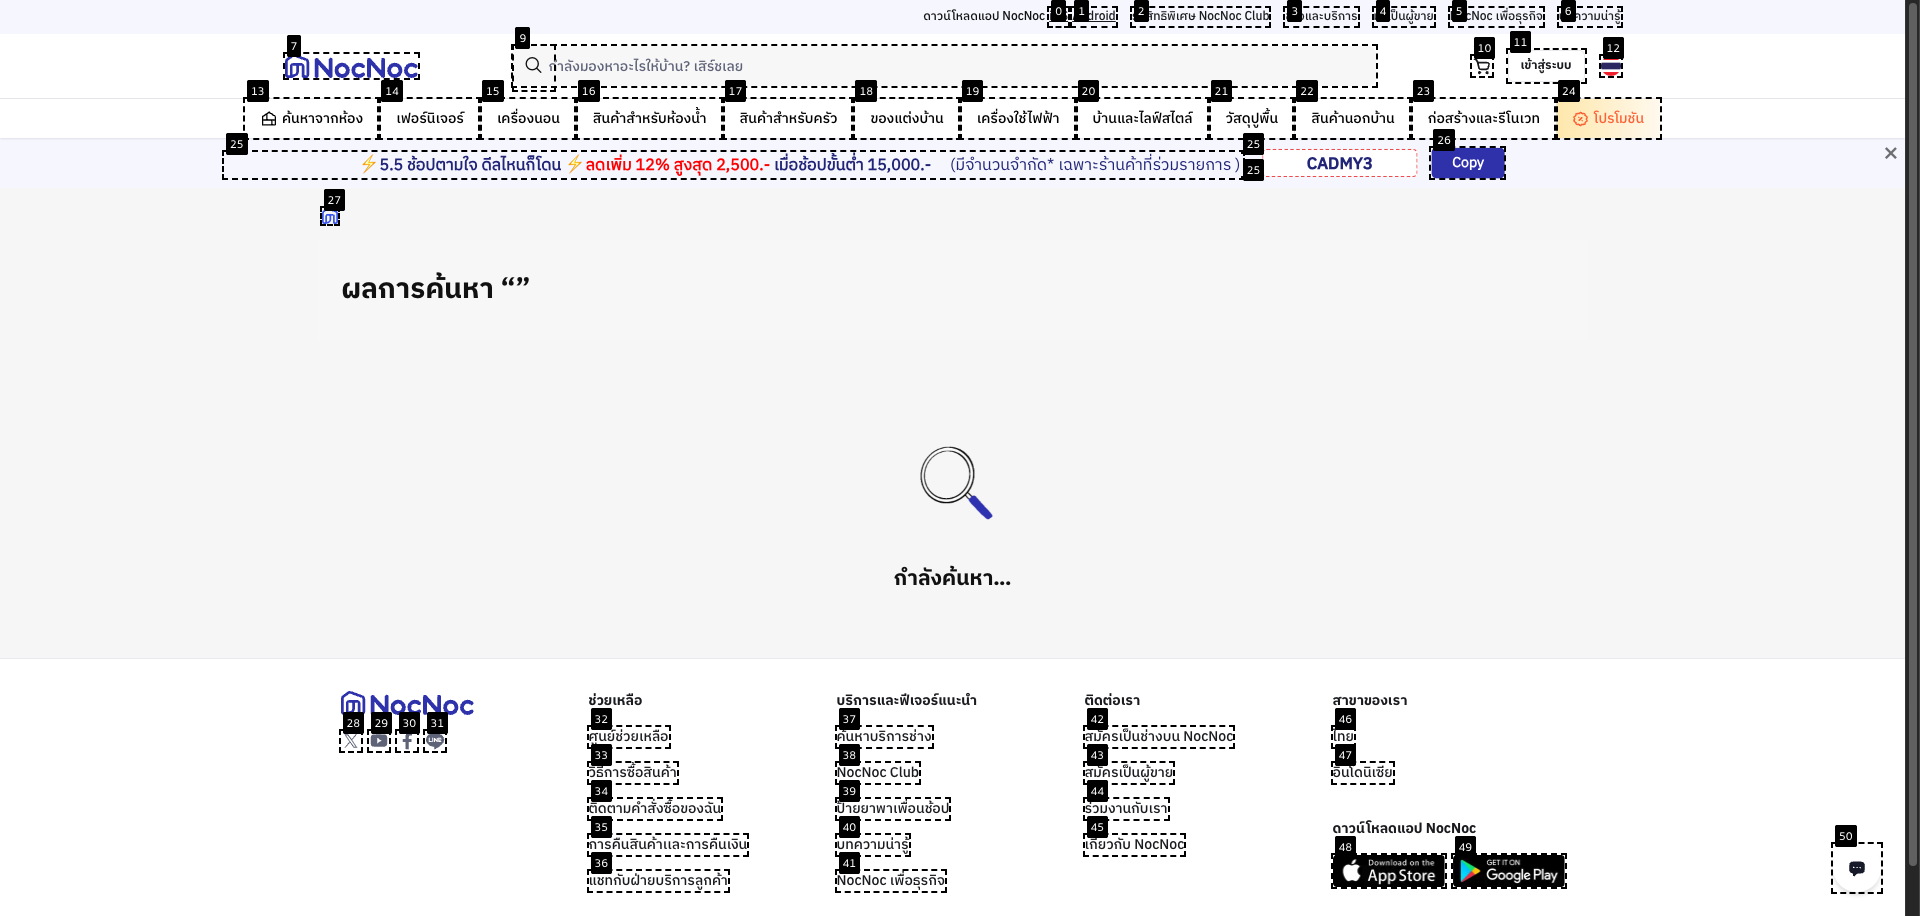 ดาวน์โหลดแอป NocNoc
NocNoc Club
และบริการ
เป็นผู้ขาย
เพื่อธุรกิจ
ความน่ารู้
NocNoc
กำลังมองหาอะไรให้บ้าน? เสิร์ชเลย
เข้าสู่ระบบ
ค้นหาจากห้อง
เฟอร์นิเจอร์
เครื่องนอน
สินค้าสำหรับห้องน้ำ
สินค้าสำหรับครัว
ของแต่งบ้าน
เครื่องใช้ไฟฟ้า
บ้านและไลฟ์สไตล์
วัสดุปูพื้น
สินค้านอกบ้าน
ก่อสร้างและรีโนเวท
โปรโมชัน
⚡5.5 ช้อปตามใจ ดีลไหนก็โดน ⚡ลดเพิ่ม 12% สูงสุด 2,500.- เมื่อช้อปขั้นต่ำ 15,000.- (มีจำนวนจำกัด* เฉพาะร้านค้าที่ร่วมรายการ )
CADMY3
Copy
ผลการค้นหา “”
กำลังค้นหา...
NocNoc
ช่วยเหลือ
ศูนย์ช่วยเหลือ
วิธีการซื้อสินค้า
ติดตามคำสั่งซื้อของฉัน
การคืนสินค้าและการคืนเงิน
แชทกับฝ่ายบริการลูกค้า
บริการและฟีเจอร์แนะนำ
ค้นหาบริการช่าง
NocNoc Club
ป้ายยาพาเพื่อนช้อป
บทความน่ารู้
NocNoc เพื่อธุรกิจ
ติดต่อเรา
สมัครเป็นช่างบน NocNoc
สมัครเป็นผู้ขาย
ร่วมงานกับเรา
เกี่ยวกับ NocNoc
สาขาของเรา
ไทย
อินโดนิเซีย
ดาวน์โหลดแอป NocNoc
Download on the
App Store
GET IT ON
Google Play
0
1
2
3
4
5
6
7
9
10
11
12
13
14
15
16
17
18
19
20
21
22
23
24
25
25
25
26
27
28
29
30
31
32
33
34
35
36
37
38
39
40
41
42
43
44
45
46
47
48
49
50